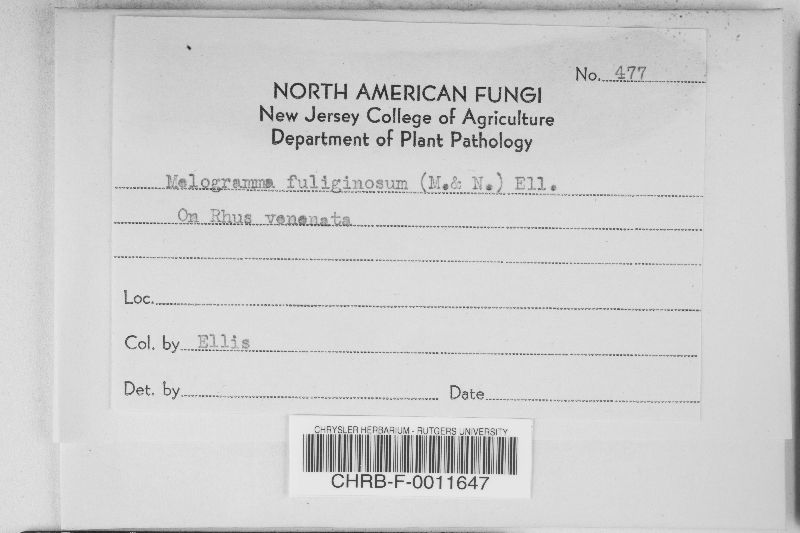 No. 477
NORTH AMERICAN FUNGI
New Jersey College of Agriculture
Department of Plant Pathology
Melogramma fuliginosum (M.& N.) Ell.
On Rhus venenata
Loc.
Col. by Ellis
Det. by Date
CHRYSLER HERBARIUM - RUTGERS UNIVERSITY
CHRB-F-0011647